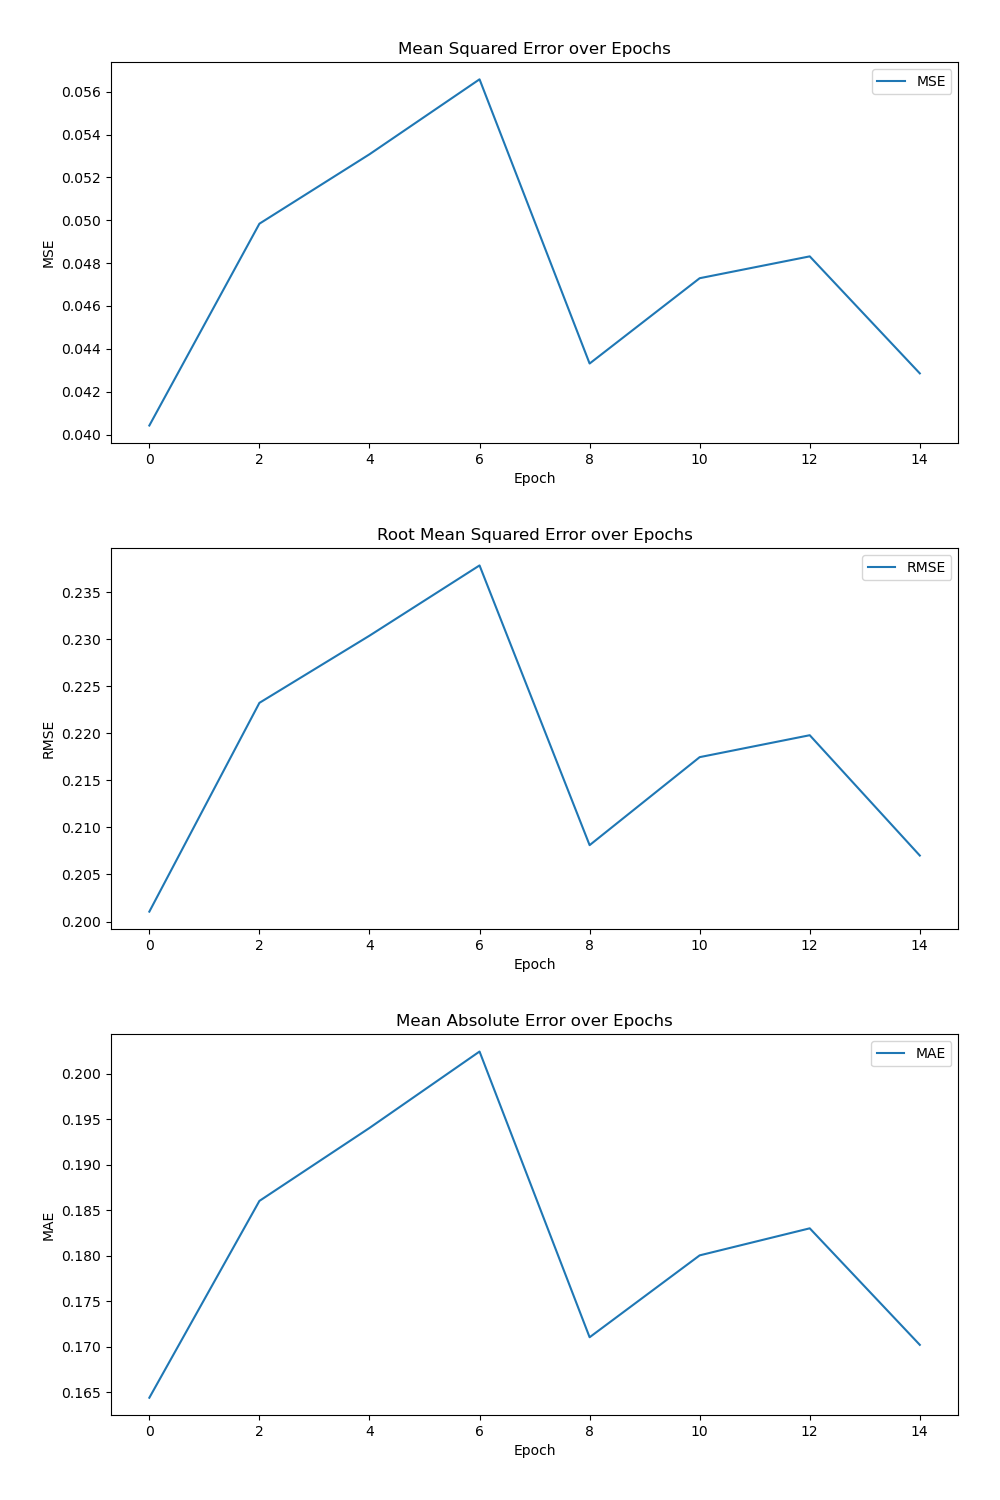 Mean Squared Error over Epochs
MSE
0.056
0.054
0.052
0.050
0.048
0.046
0.044
0.042
0.040
MSE
0 2 4 6 8 10 12 14
Epoch
Root Mean Squared Error over Epochs
RMSE
0.235
0.230
0.225
0.220
0.215
0.210
0.205
0.200
RMSE
0 2 4 6 8 10 12 14
Epoch
Mean Absolute Error over Epochs
MAE
0.200
0.195
0.190
0.185
0.180
0.175
0.170
0.165
MAE
0 2 4 6 8 10 12 14
Epoch